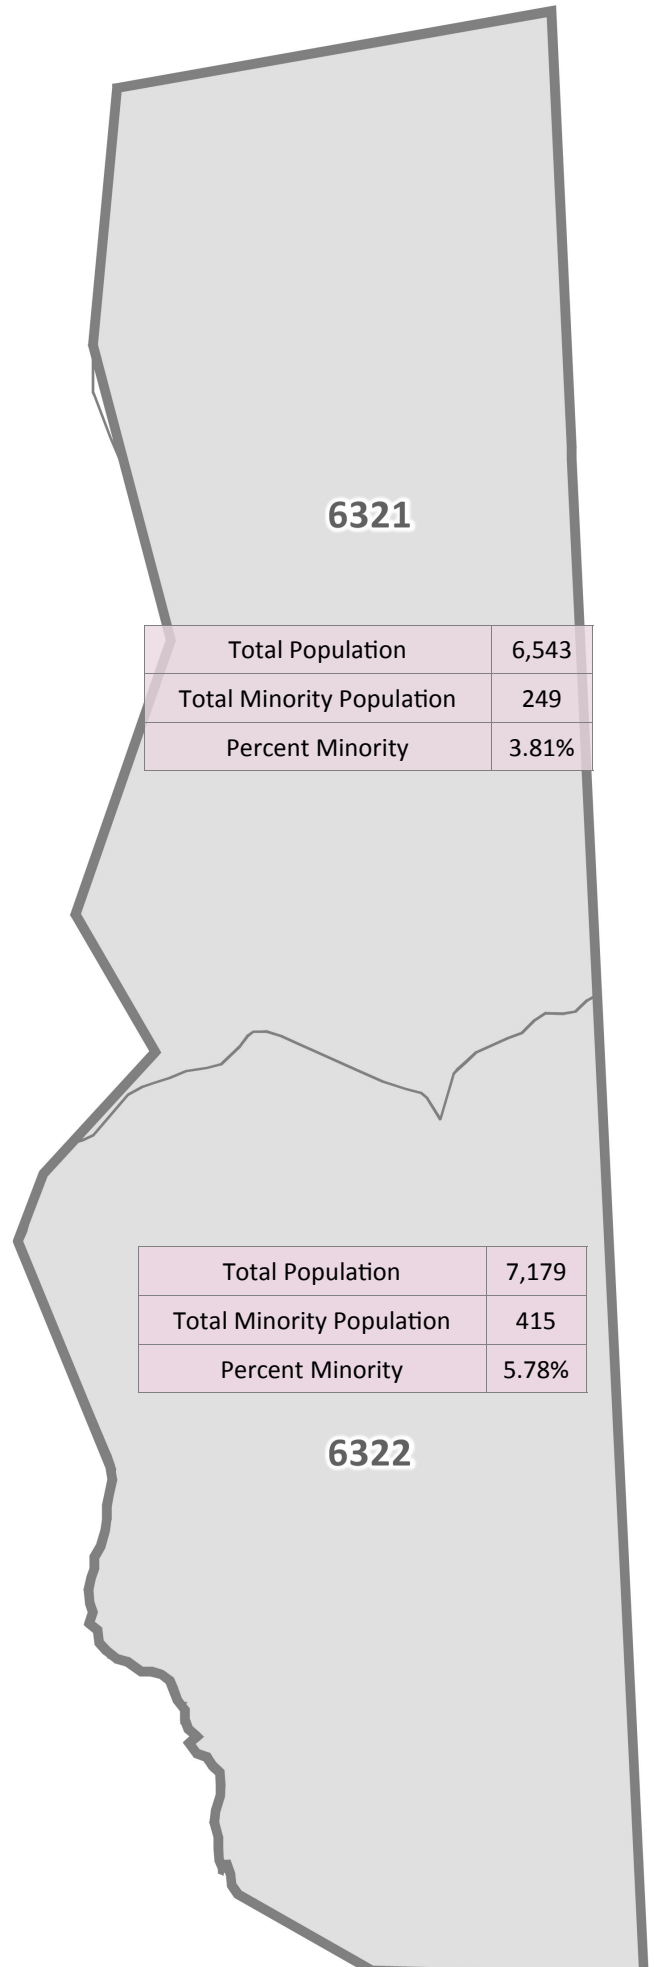 6321
Total Population 6,543
Total Minority Population 249
Percent Minority 3.81%
Total Population 7,179
Total Minority Population 415
Percent Minority 5.78%
6322